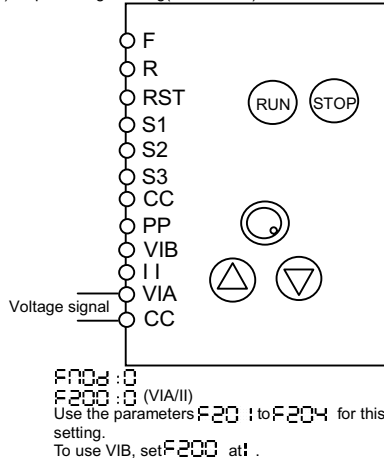 F
R
RST
S1
S2
S3
CC
PP
VIB
II
VIA
CC
RUN
STOP
Voltage signal
FNOd :0
F200 :0 (VIA/II)
Use the parameters F201 to F204 for this
setting.
To use VIB, set F200 at 1 .